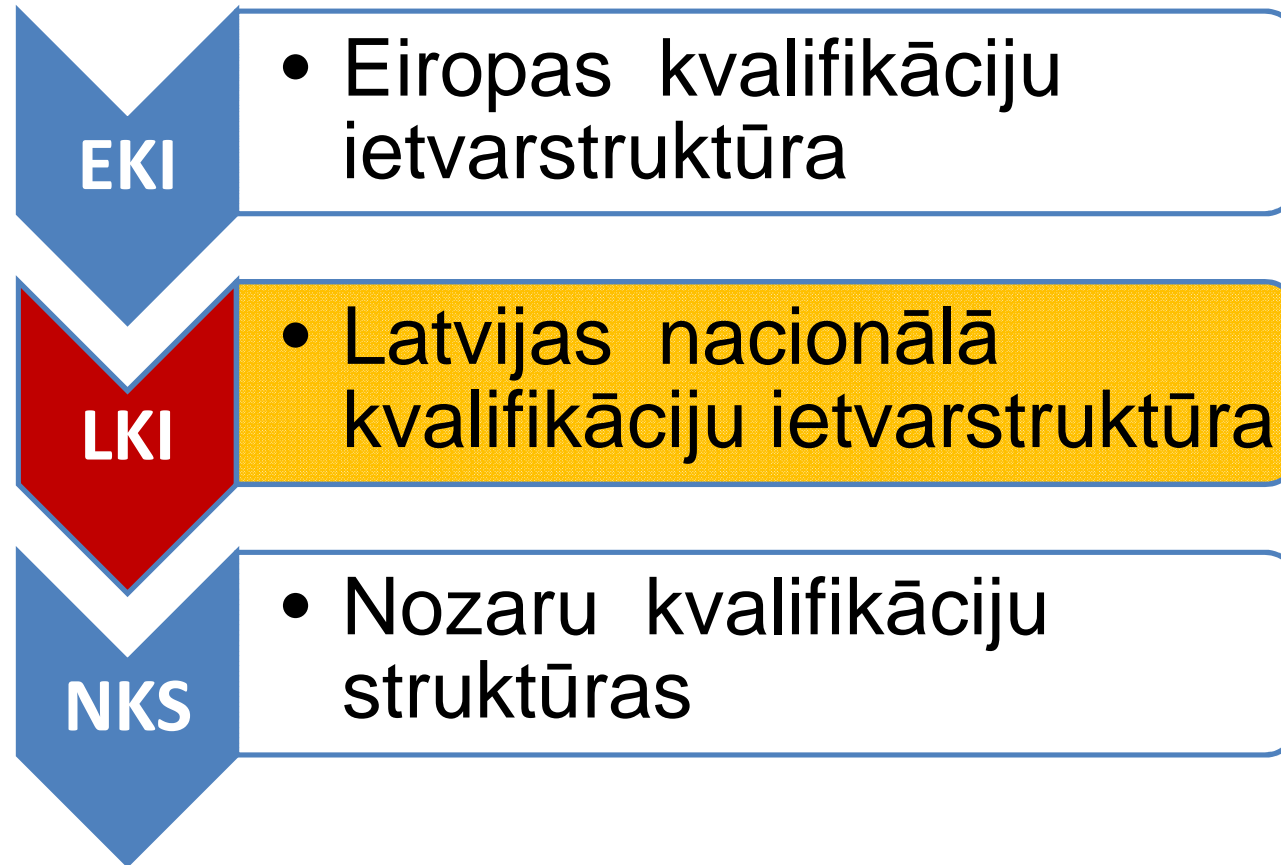 EKI
• Eiropas kvalifikāciju
ietvarstruktūra
LKI
• Latvijas nacionālā
kvalifikāciju ietvarstruktūra
NKS
• Nozaru kvalifikāciju
struktūras